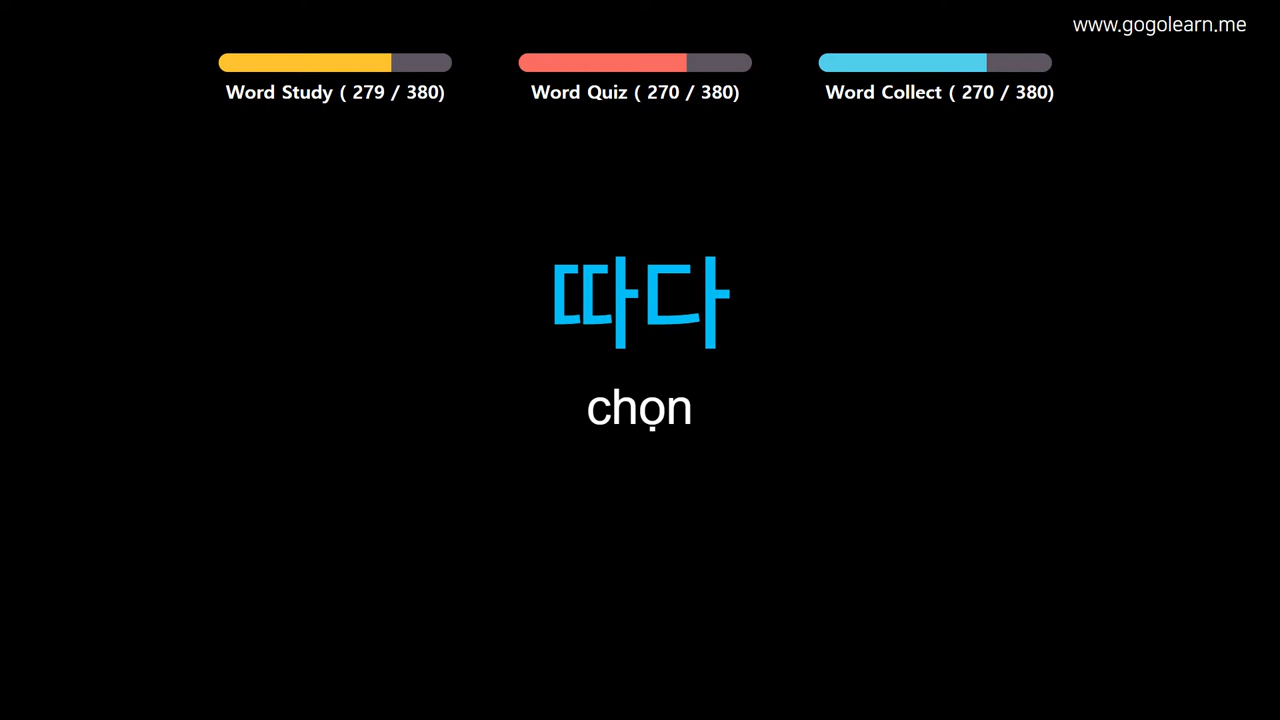 www.gogolearn.me
Word Study ( 279 / 380)
Word Quiz ( 270 / 380)
Word Collect ( 270 / 380)
따다
chọn